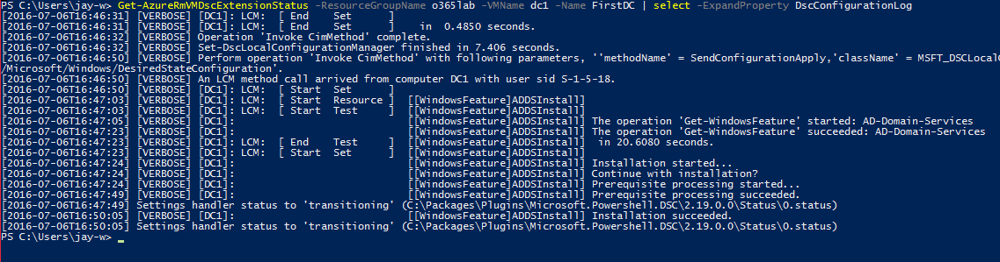 PS C:\Users\jay-w> Get-AzureRmVMDscExtensionStatus -ResourceGroupName o365lab -VMName dc1 -Name FirstDC | select -ExpandProperty DscConfigurationLog
[2016-07-06T16:46:31] [VERBOSE] [DC1]: LCM:  [ End    Set      ]
[2016-07-06T16:46:31] [VERBOSE] [DC1]: LCM:  [ End    Set      ]    in  0.4850 seconds.
[2016-07-06T16:46:32] [VERBOSE] Operation 'Invoke CimMethod' complete.
[2016-07-06T16:46:32] [VERBOSE] Set-DscLocalConfigurationManager finished in 7.406 seconds.
[2016-07-06T16:46:50] [VERBOSE] Perform operation 'Invoke CimMethod' with following parameters, ''methodName' = SendConfigurationApply,'className' = MSFT_DSCLocalC
/Microsoft/Windows/DesiredStateConfiguration'.
[2016-07-06T16:46:50] [VERBOSE] An LCM method call arrived from computer DC1 with user sid S-1-5-18.
[2016-07-06T16:46:50] [VERBOSE] [DC1]: LCM:  [ Start  Set      ]
[2016-07-06T16:47:03] [VERBOSE] [DC1]: LCM:  [ Start  Resource ]  [[WindowsFeature]ADDSInstall]
[2016-07-06T16:47:03] [VERBOSE] [DC1]: LCM:  [ Start  Test     ]  [[WindowsFeature]ADDSInstall]
[2016-07-06T16:47:05] [VERBOSE] [DC1]:                            [[WindowsFeature]ADDSInstall] The operation 'Get-WindowsFeature' started: AD-Domain-Services
[2016-07-06T16:47:23] [VERBOSE] [DC1]:                            [[WindowsFeature]ADDSInstall] The operation 'Get-WindowsFeature' succeeded: AD-Domain-Services
[2016-07-06T16:47:23] [VERBOSE] [DC1]: LCM:  [ End    Test     ]  [[WindowsFeature]ADDSInstall]  in 20.6080 seconds.
[2016-07-06T16:47:23] [VERBOSE] [DC1]: LCM:  [ Start  Set      ]  [[WindowsFeature]ADDSInstall]
[2016-07-06T16:47:24] [VERBOSE] [DC1]:                            [[WindowsFeature]ADDSInstall] Installation started...
[2016-07-06T16:47:24] [VERBOSE] [DC1]:                            [[WindowsFeature]ADDSInstall] Continue with installation?
[2016-07-06T16:47:24] [VERBOSE] [DC1]:                            [[WindowsFeature]ADDSInstall] Prerequisite processing started...
[2016-07-06T16:47:49] [VERBOSE] [DC1]:                            [[WindowsFeature]ADDSInstall] Prerequisite processing succeeded.
[2016-07-06T16:47:49] Settings handler status to 'transitioning' (C:\Packages\Plugins\Microsoft.Powershell.DSC\2.19.0.0\Status\0.status)
[2016-07-06T16:50:05] [VERBOSE] [DC1]:                            [[WindowsFeature]ADDSInstall] Installation succeeded.
[2016-07-06T16:50:05] Settings handler status to 'transitioning' (C:\Packages\Plugins\Microsoft.Powershell.DSC\2.19.0.0\Status\0.status)
PS C:\Users\jay-w>